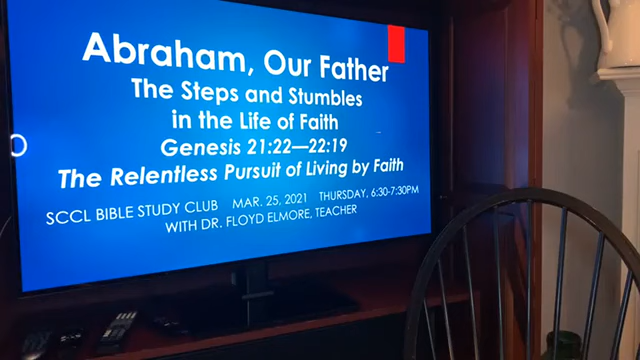 Abraham, Our Father
The Steps and Stumbles
in the Life of Faith
Genesis 21:22—22:19
The Relentless Pursuit of Living by Faith
SCCL BIBLE STUDY CLUB MAR. 25, 2021 THURSDAY, 6:30-7:30PM
WITH DR. FLOYD ELMORE, TEACHER